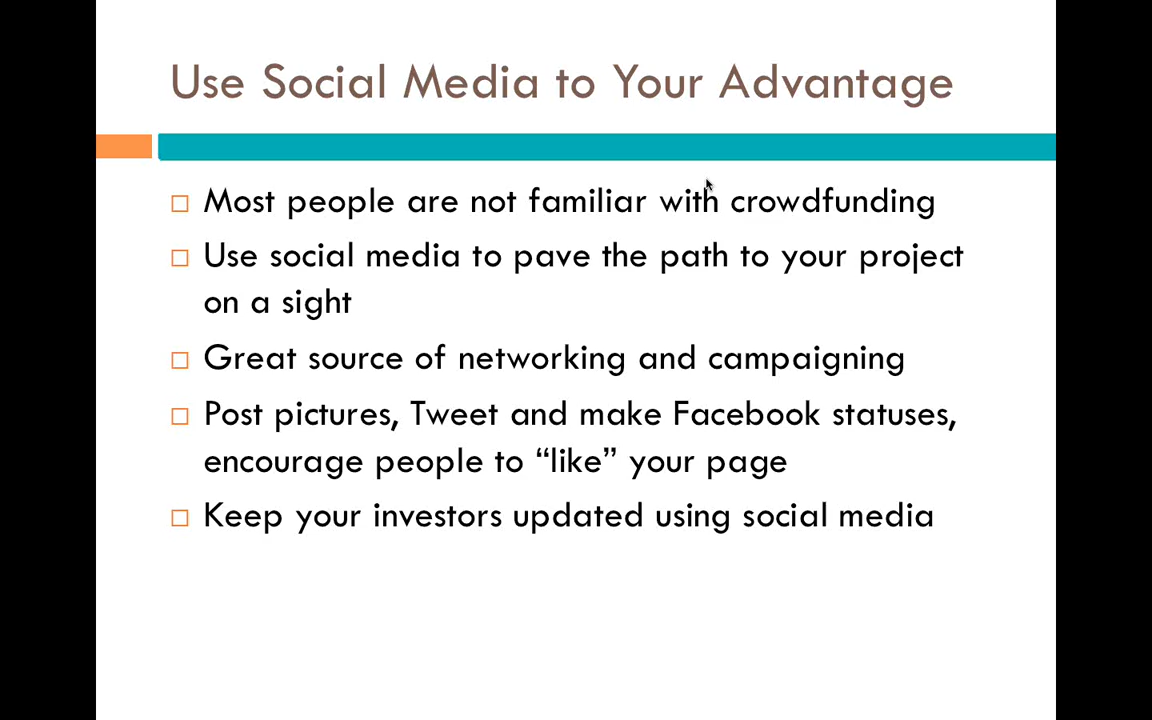 Use Social Media to Your Advantage
Most people are not familiar with crowdfunding
Use social media to pave the path to your project
on a sight
Great source of networking and campaigning
Post pictures, Tweet and make Facebook statuses,
encourage people to “like” your page
Keep your investors updated using social media